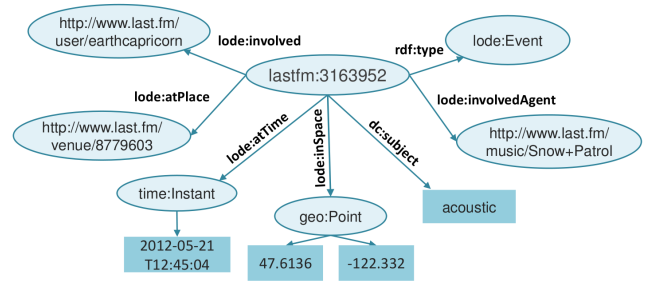 http://www.last.fm/
user/earthcapricorn
lode:involved
rdf:type
lode:Event
lastfm:3163952
lode:atPlace
lode:involvedAgent
http://www.last.fm/
venue/8779603
lode:atTime
lode:inSpace
dc:subject
http://www.last.fm/
music/Snow+Patrol
time:Instant
geo:Point
acoustic
2012-05-21
T12:45:04
47.6136
-122.332